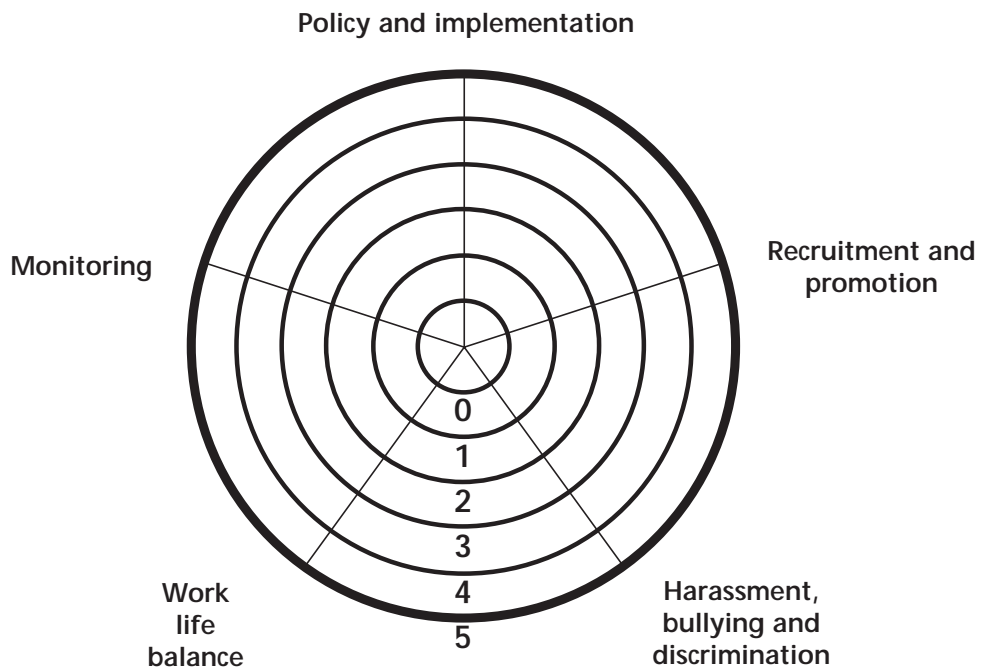 Policy and implementation
Monitoring
Recruitment and
promotion
0
1
2
3
4
5
Work
life
balance
Harassment,
bullying and
discrimination